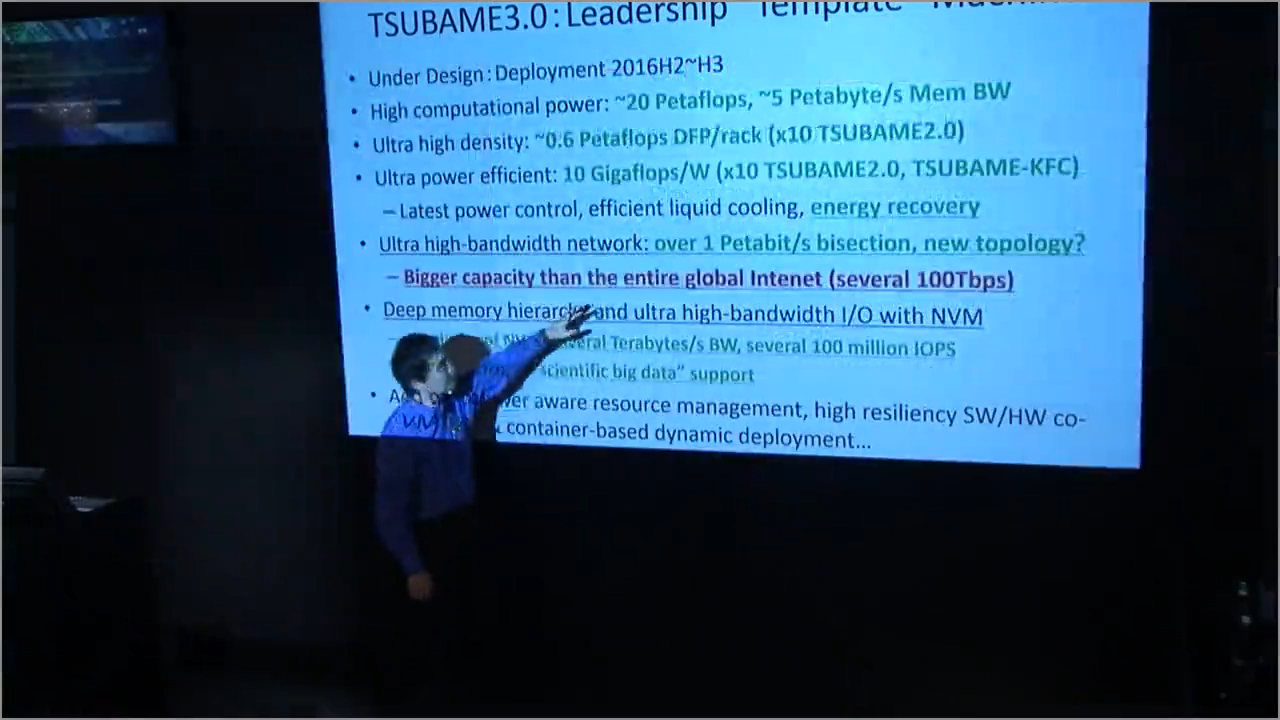 TSUBAME3.0 : Leadership "Template" Machine
• Under Design : Deployment 2016H2~H3
• High computational power: ~20 Petaflops, ~5 Petabyte/s Mem BW
• Ultra high density: ~0.6 Petaflops DFP/rack (x10 TSUBAME2.0)
• Ultra power efficient: 10 Gigaflops/W (x10 TSUBAME2.0, TSUBAME-KFC)
– Latest power control, efficient liquid cooling, energy recovery
• Ultra high-bandwidth network: over 1 Petabit/s bisection, new topology?
– Bigger capacity than the entire global Intenet (several 100Tbps)
• Deep memory hierarchy and ultra high-bandwidth I/O with NVM
Terabytes/s BW, several 100 million IOPS
scientific big data" support
• aware resource management, high resiliency SW/HW co-
container-based dynamic deployment...